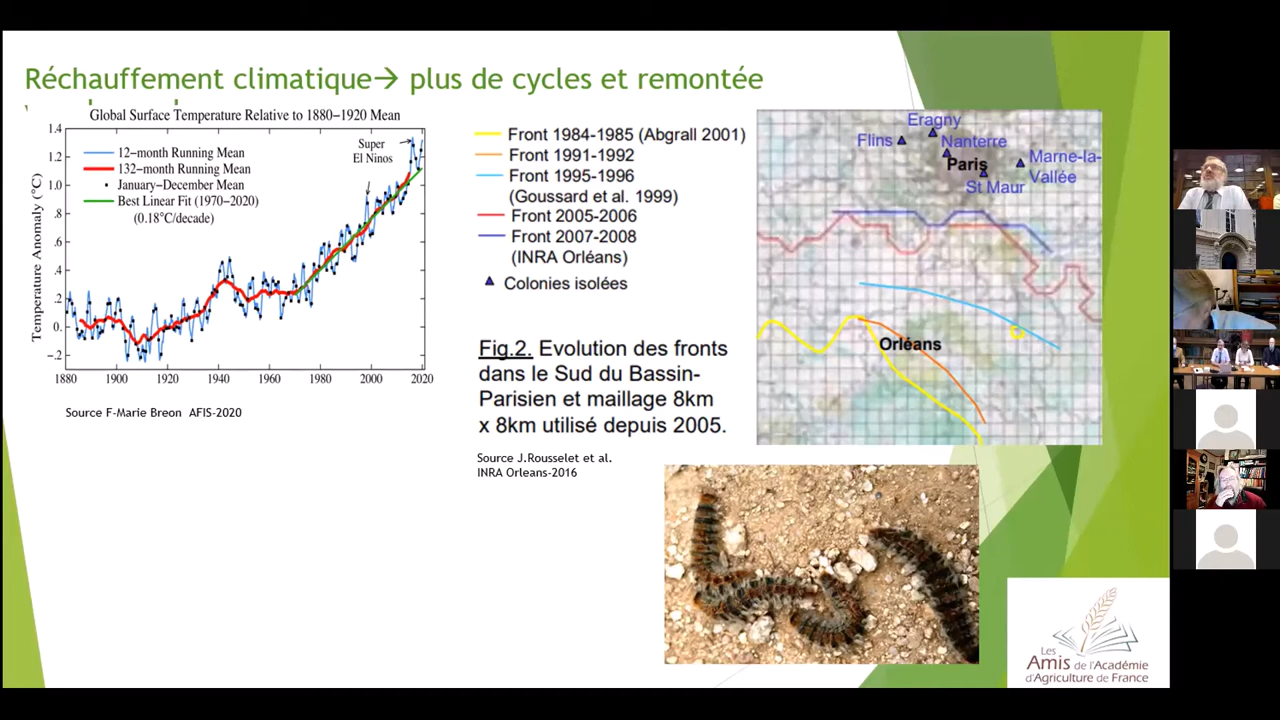 Réchauffement climatique→ plus de cycles et remontée
Global Surface Temperature Relative to 1880−1920 Mean
Temperature Anomaly (°C)
1.4
1.2
1.0
.8
.6
.4
.2
0.
-.2
12-month Running Mean
132-month Running Mean
January-December Mean
Best Linear Fit (1970-2020)
(0.18°C/decade)
Super
El Ninos
1880 1900 1920 1940 1960 1980 2000 2020
Source F-Marie Breon AFIS-2020
Front 1984-1985 (Abgrall 2001)
Front 1991-1992
Front 1995-1996
(Goussard et al. 1999)
Front 2005-2006
Front 2007-2008
(INRA Orléans)
Colonies isolées
Fig.2. Evolution des fronts
dans le Sud du Bassin-
Parisien et maillage 8km
x 8km utilisé depuis 2005.
Source J.Rousselet et al.
INRA Orleans-2016
Eragny
Flins
Nanterre
Paris
Marne-la-
Vallée
St Maur
Orléans
Les
Amis de l'Académie
d'Agriculture de France